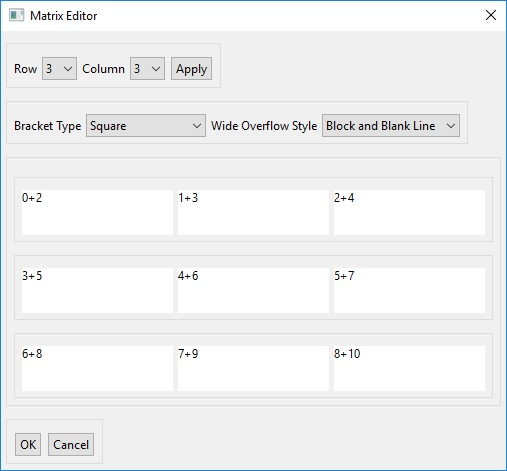 Matrix Editor
Row 3 Column 3 Apply
Bracket Type Square Wide Overflow Style Block and Blank Line
0+2 1+3 2+4
3+5 4+6 5+7
6+8 7+9 8+10
OK Cancel